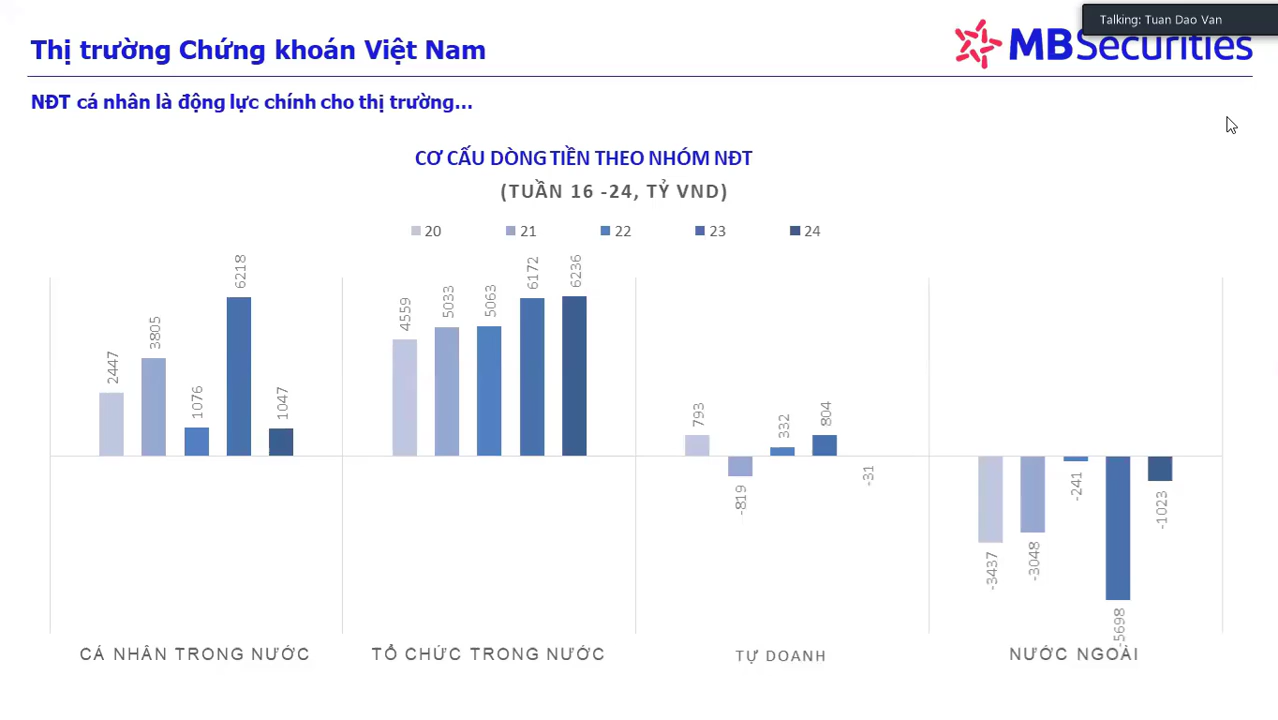 Talking: Tuan Dao Van
Thị trường Chứng khoán Việt Nam
MBSecurities
NĐT cá nhân là động lực chính cho thị trường...
CƠ CẤU DÒNG TIỀN THEO NHÓM NĐT
(TUẦN 16 -24, TỶ VND)
20 21 22 23 24
2447 3805 1076 6218 1047
4559 5033 5063 6172 6236
793 -819 332 804 -31
-3437 -3048 -241 -5698 -1023
CÁ NHÂN TRONG NƯỚC TỔ CHỨC TRONG NƯỚC TỰ DOANH NƯỚC NGOÀI